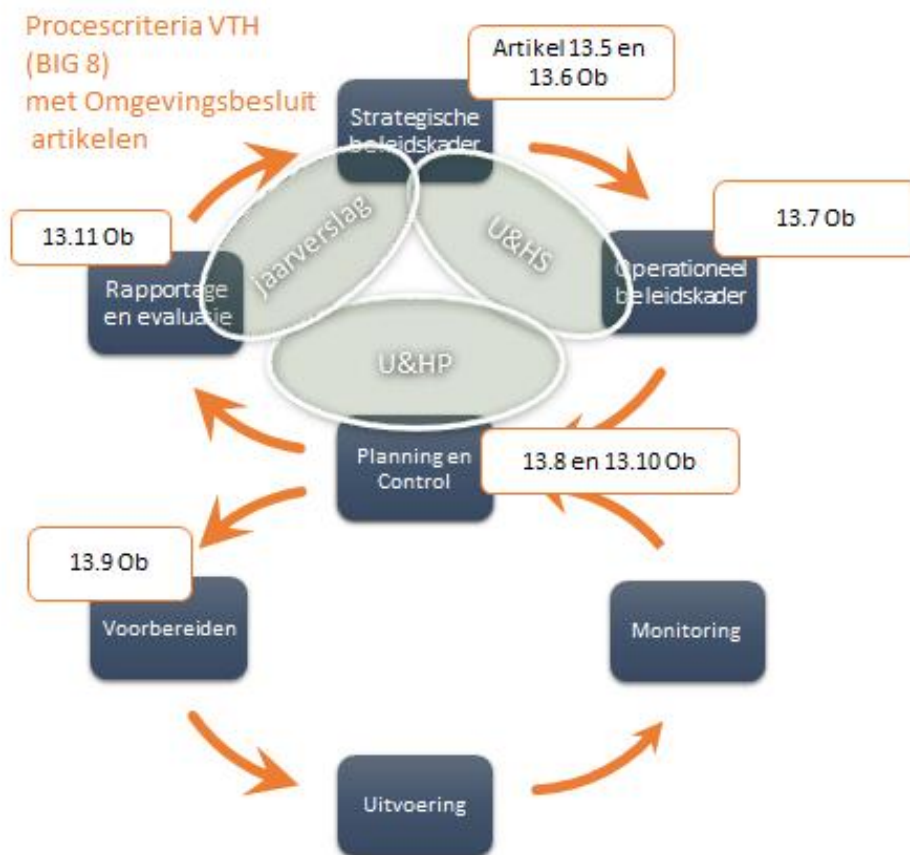 Procescriteria VTH
(BIG 8)
met Omgevingsbesluit
artikelen
Artikel 13.5 en
13.6 Ob
Strategische
beleidskader
13.7 Ob
Operationeel
beleidskader
13.11 Ob
Rapportage
en evaluatie
jaarverslag
U&HS
U&HP
Planning en
Control
13.8 en 13.10 Ob
13.9 Ob
Voorbereiden
Monitoring
Uitvoering